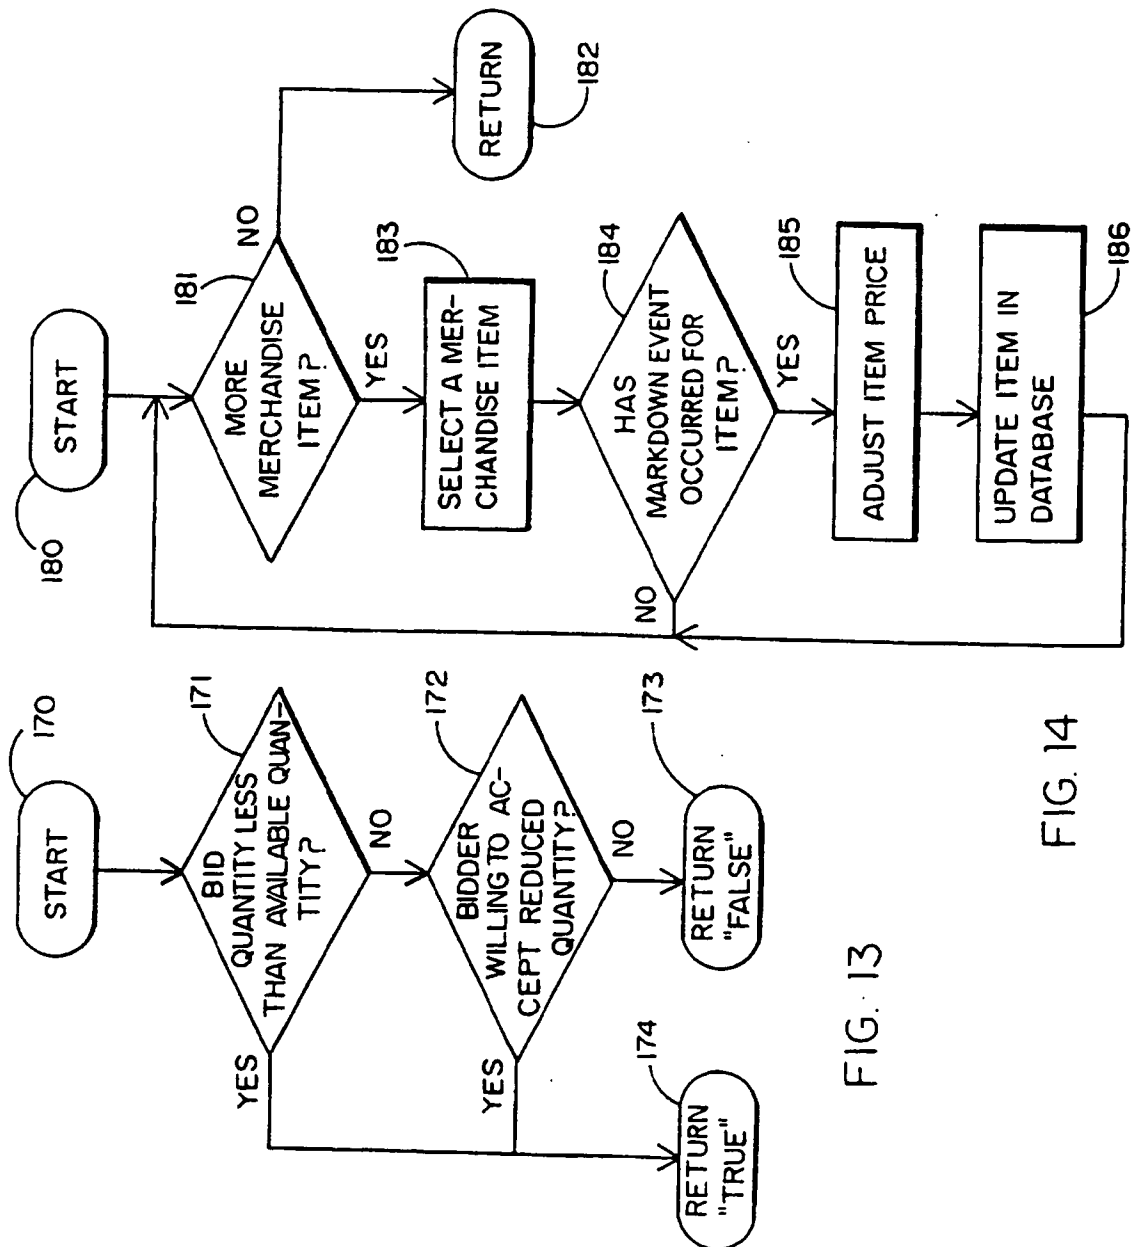 170
START
171
BID
QUANTITY LESS
THAN AVAILABLE QUAN-
TITY?
YES
NO
172
BIDDER
WILLING TO AC-
CEPT REDUCED
QUANTITY?
YES
NO
173
RETURN
"FALSE"
174
RETURN
"TRUE"
FIG. 13
180
START
181
MORE
MERCHANDISE
ITEM?
NO
RETURN
182
YES
183
SELECT A MER-
CHANDISE ITEM
184
HAS
MARKDOWN EVENT
OCCURRED FOR
ITEM?
NO
YES
185
ADJUST ITEM PRICE
186
UPDATE ITEM IN
DATABASE
FIG. 14